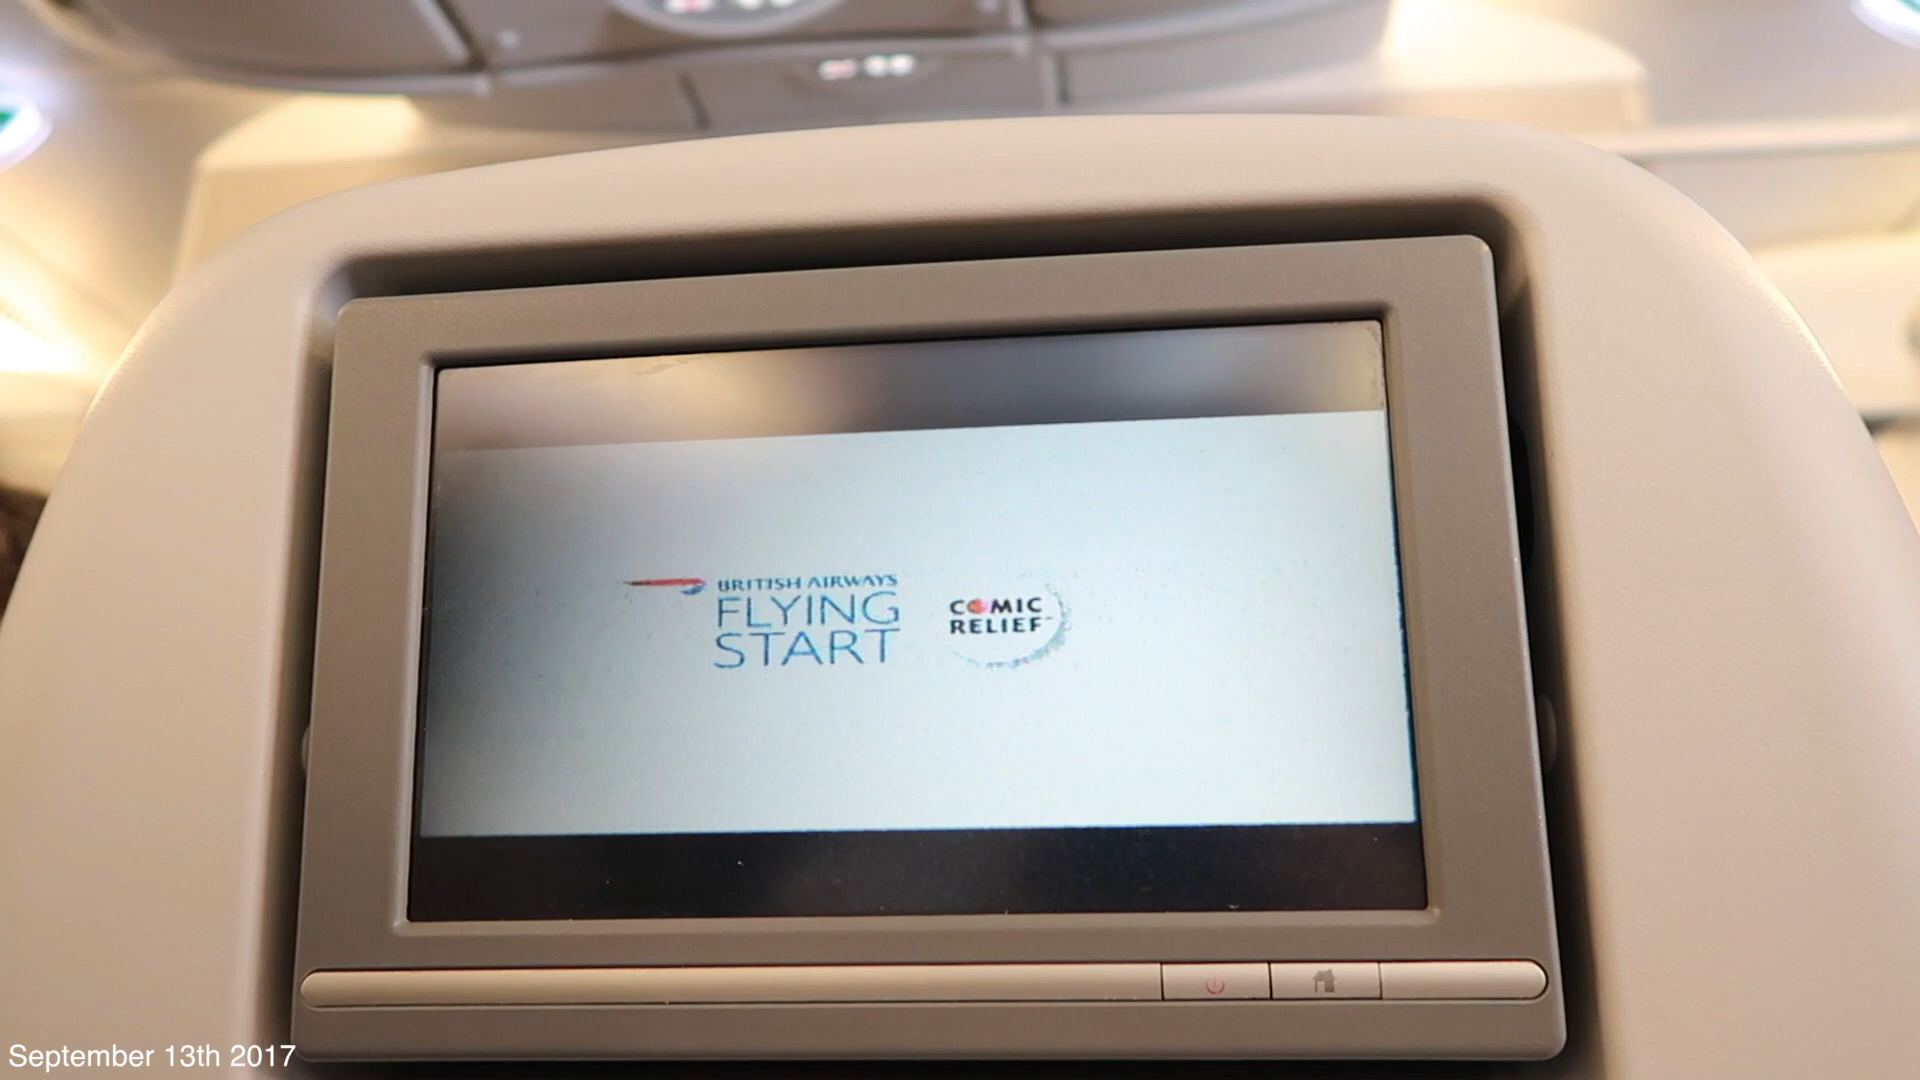 BRITISH AIRWAYS
FLYING
START
COMIC
RELIEF
September 13th 2017